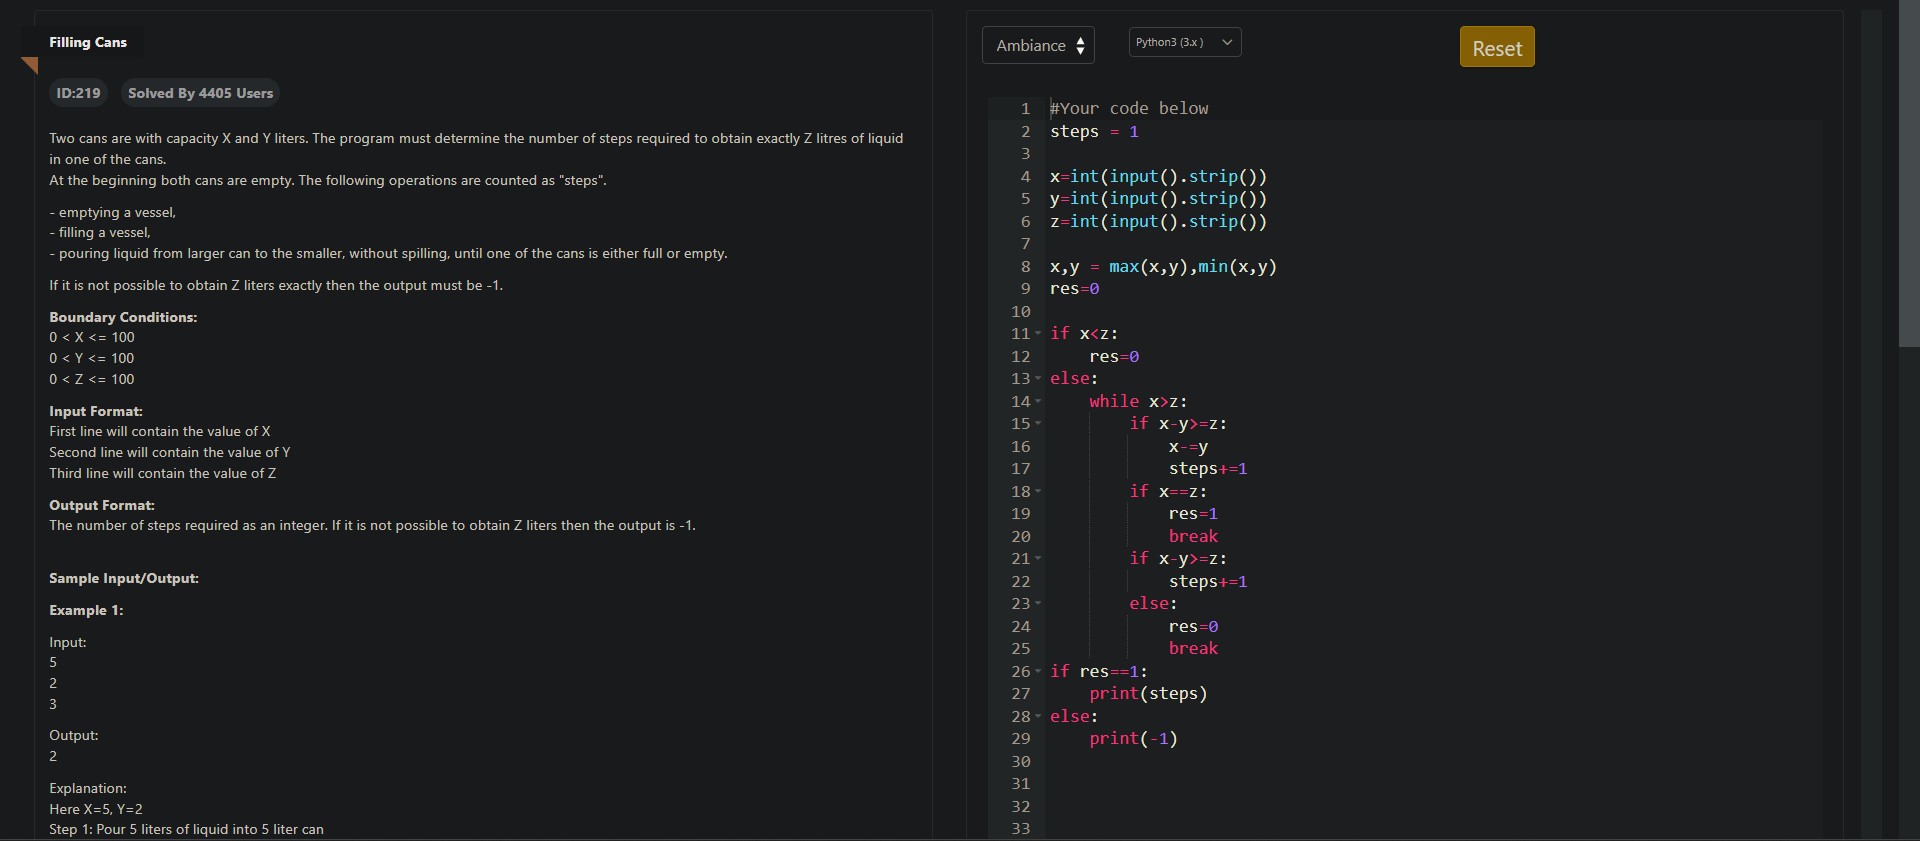 Filling Cans
ID:219 Solved By 4405 Users
Two cans are with capacity X and Y liters. The program must determine the number of steps required to obtain exactly Z litres of liquid
in one of the cans.
At the beginning both cans are empty. The following operations are counted as "steps".
- emptying a vessel,
- filling a vessel,
- pouring liquid from larger can to the smaller, without spilling, until one of the cans is either full or empty.
If it is not possible to obtain Z liters exactly then the output must be -1.
Boundary Conditions:
0 < X <= 100
0 < Y <= 100
0 < Z <= 100
Input Format:
First line will contain the value of X
Second line will contain the value of Y
Third line will contain the value of Z
Output Format:
The number of steps required as an integer. If it is not possible to obtain Z liters then the output is -1.
Sample Input/Output:
Example 1:
Input:
5
2
3
Output:
2
Explanation:
Here X=5, Y=2
Step 1: Pour 5 liters of liquid into 5 liter can
Ambiance Python3 (3.x) Reset
1 #Your code below
2 steps = 1
3
4 x=int(input().strip())
5 y=int(input().strip())
6 z=int(input().strip())
7
8 x,y = max(x,y),min(x,y)
9 res=0
10
11 if x<z:
12     res=0
13 else:
14     while x>z:
15         if x-y>=z:
16             x-=y
17             steps+=1
18         if x==z:
19             res=1
20             break
21         if x-y>=z:
22             steps+=1
23         else:
24             res=0
25             break
26 if res==1:
27     print(steps)
28 else:
29     print(-1)
30
31
32
33